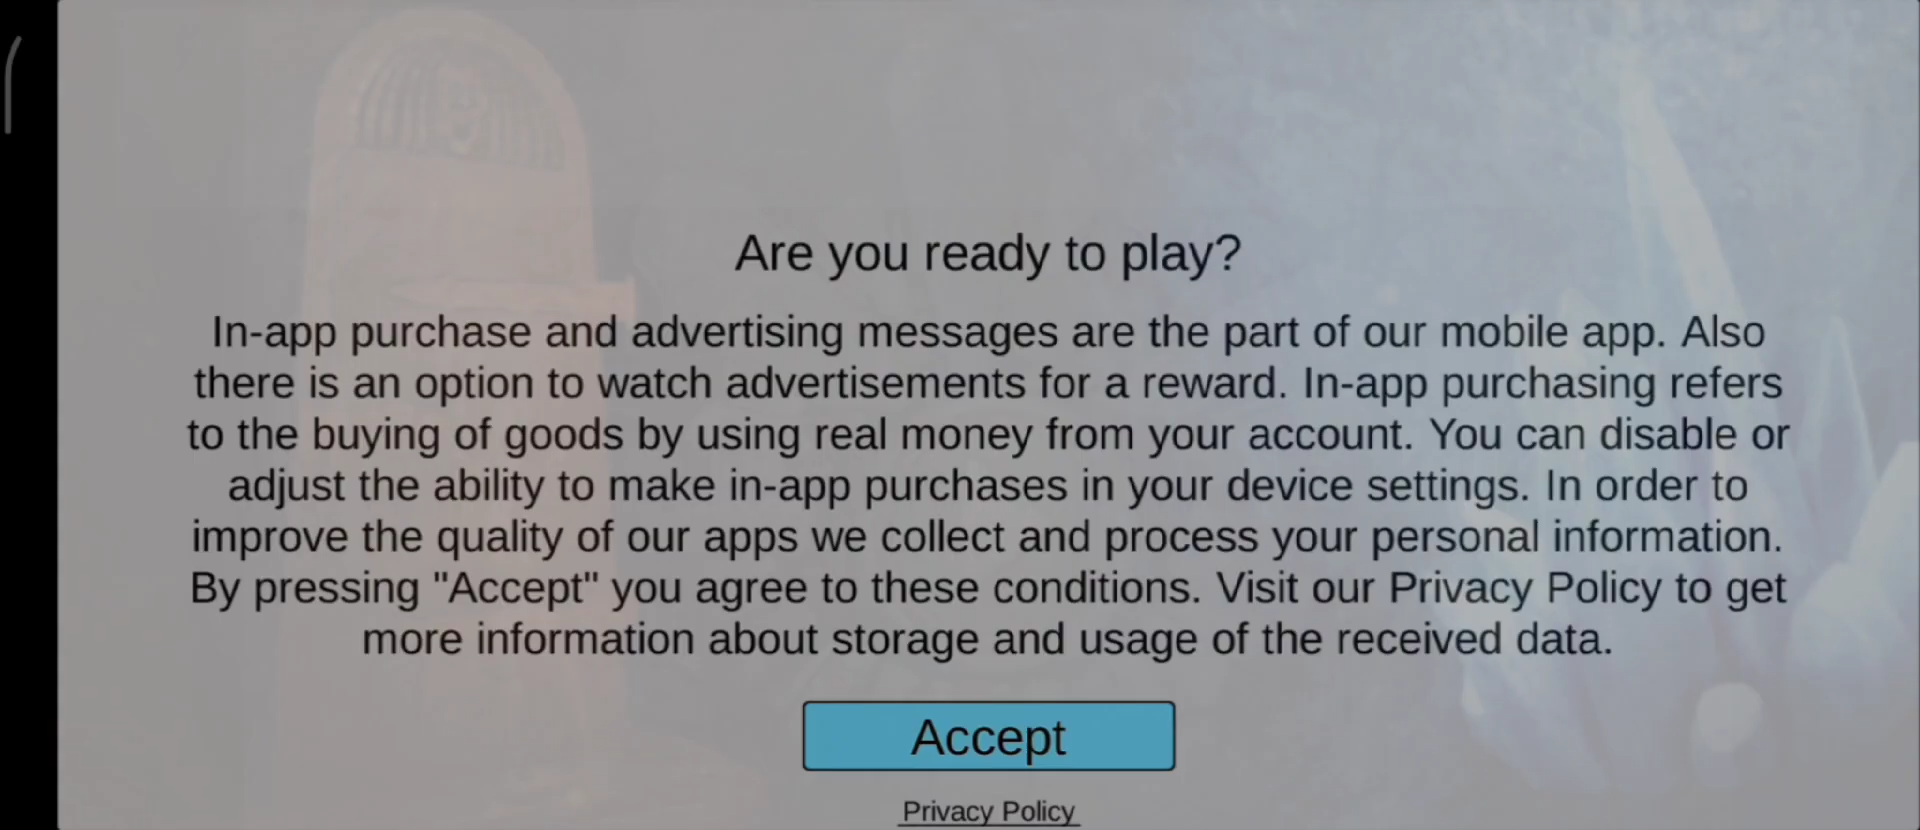 Are you ready to play?
In-app purchase and advertising messages are the part of our mobile app. Also
there is an option to watch advertisements for a reward. In-app purchasing refers
to the buying of goods by using real money from your account. You can disable or
adjust the ability to make in-app purchases in your device settings. In order to
improve the quality of our apps we collect and process your personal information.
By pressing "Accept" you agree to these conditions. Visit our Privacy Policy to get
more information about storage and usage of the received data.
Accept
Privacy Policy